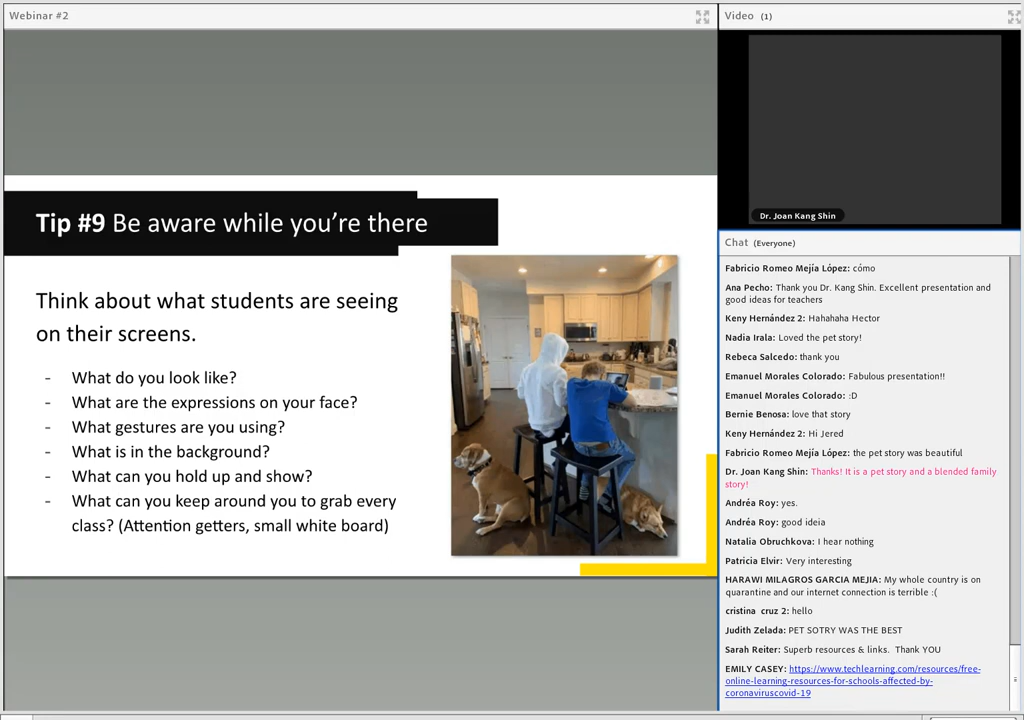 Webinar #2
Tip #9 Be aware while you're there
Think about what students are seeing
on their screens.
- What do you look like?
- What are the expressions on your face?
- What gestures are you using?
- What is in the background?
- What can you hold up and show?
- What can you keep around you to grab every
class? (Attention getters, small white board)
Video (1)
Dr. Joan Kang Shin
Chat (Everyone)
Fabricio Romeo Mejía López: cómo
Ana Pecho: Thank you Dr. Kang Shin. Excellent presentation and
good ideas for teachers
Keny Hernández 2: Hahahaha Hector
Nadia Irala: Loved the pet story!
Rebeca Salcedo: thank you
Emanuel Morales Colorado: Fabulous presentation!!
Emanuel Morales Colorado: :D
Bernie Benosa: love that story
Keny Hernández 2: Hi Jered
Fabricio Romeo Mejía López: the pet story was beautiful
Dr. Joan Kang Shin: Thanks! It is a pet story and a blended family
story!
Andréa Roy: yes.
Andréa Roy: good ideia
Natalia Obruchkova: I hear nothing
Patricia Elvir: Very interesting
HARAWI MILAGROS GARCIA MEJIA: My whole country is on
quarantine and our internet connection is terrible :(
cristina cruz 2: hello
Judith Zelada: PET SOTRY WAS THE BEST
Sarah Reiter: Superb resources & links. Thank YOU
EMILY CASEY: https://www.techlearning.com/resources/free-
online-learning-resources-for-schools-affected-by-
coronaviruscovid-19